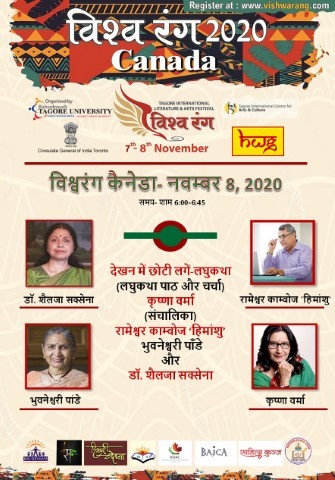 Register at : www.vishwarang.com
विश्व रंग 2020
Canada
Organised by
Rabindranath
TAGORE UNIVERSITY
TAGORE INTERNATIONAL
LITERATURE & ARTS FESTIVAL
विश्व रंग
7th- 8th November
Tagore International Centre for
Arts & Culture
Consulate General of India Toronto
hwg
विश्वरंग कैनेडा- नवम्बर 8, 2020
समय- शाम 6:00-6:45
देखन में छोटी लगें-लघुकथा
(लघुकथा पाठ और चर्चा)
कृष्णा वर्मा
(संचालिका)
रामेश्वर काम्वोज 'हिमांशु'
भुवनेश्वरी पाँडे
और
डॉ. शैलजा सक्सेना
डॉ. शैलजा सक्सेना
रामेश्वर काम्वोज 'हिमांशु'
भुवनेश्वरी पांडे
कृष्णा वर्मा
BAJCA
साहित्य कुञ्ज